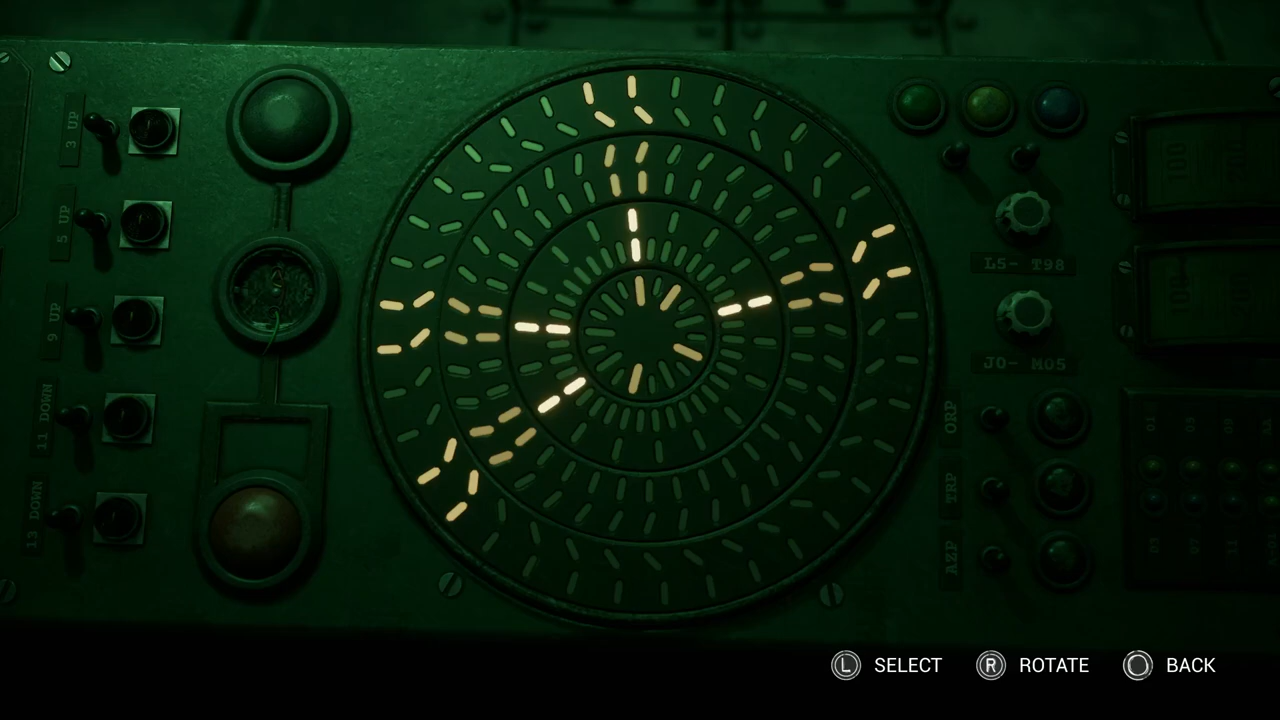 3 UP
5 UP
9 UP
11 DOWN
13 DOWN
L5- T98
J0- M05
ORP
TRP
AZP
L SELECT
R ROTATE
BACK